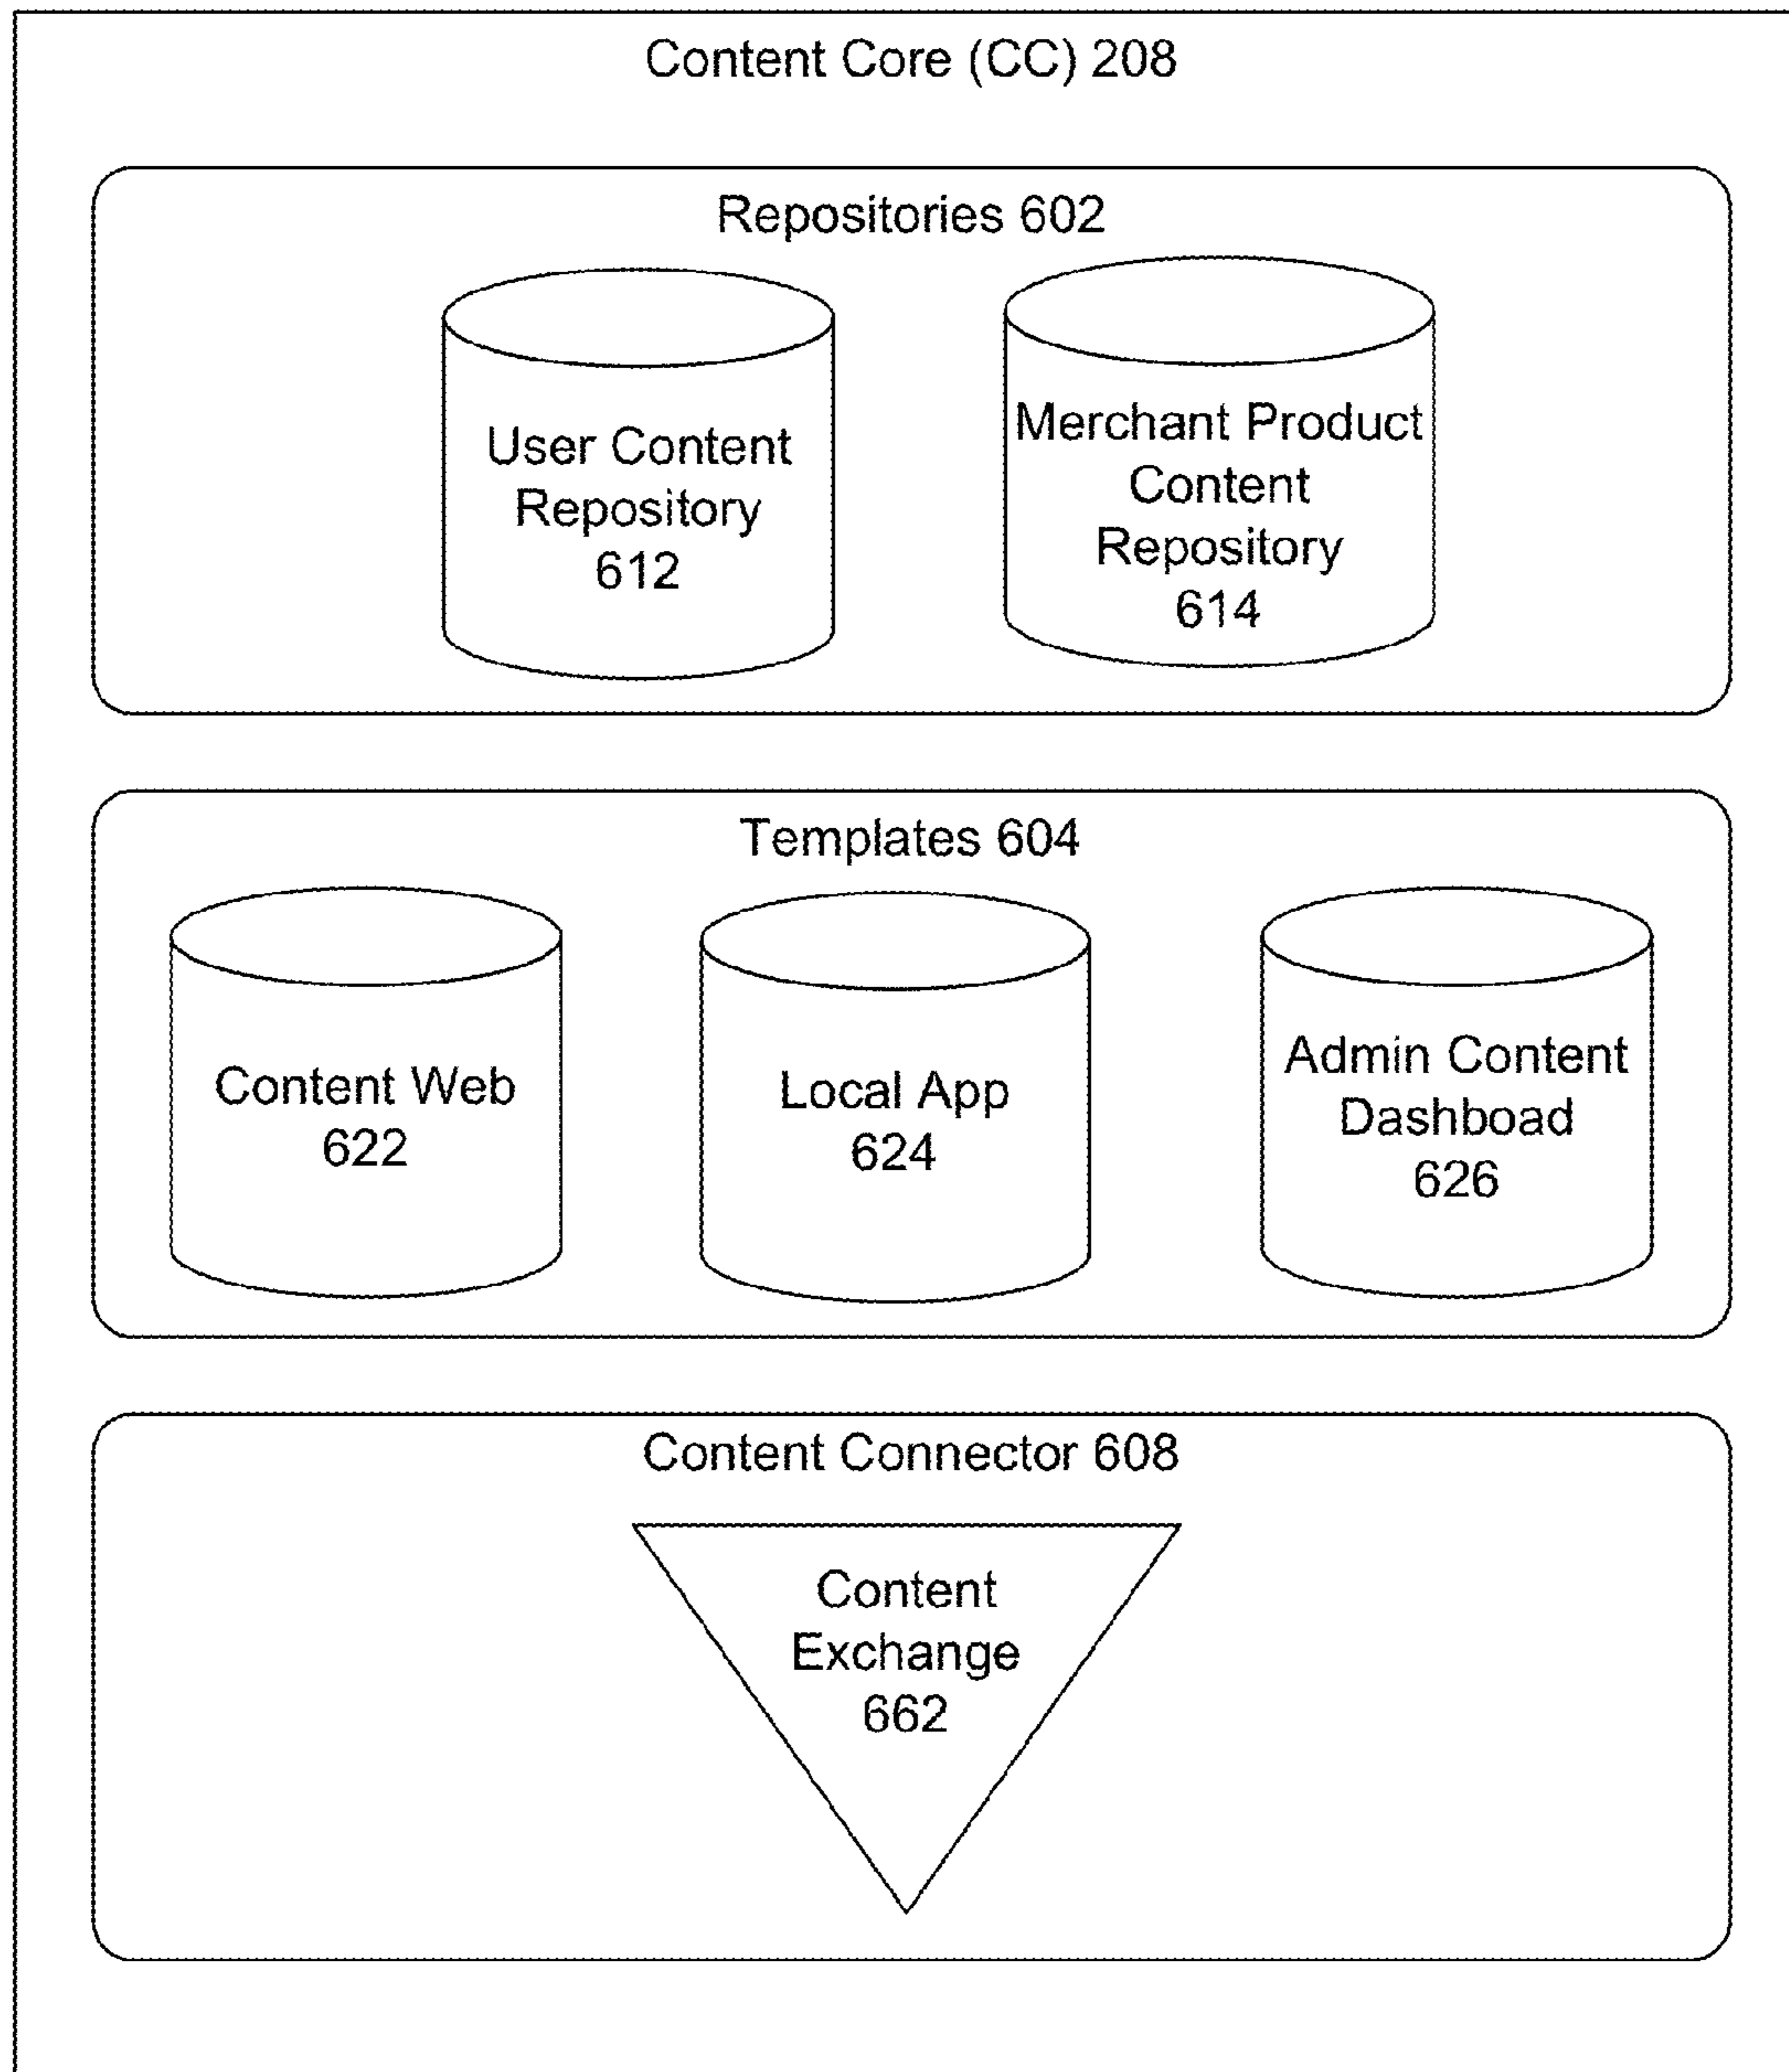 Content Core (CC) 208
Repositories 602
User Content
Repository
612
Merchant Product
Content
Repository
614
Templates 604
Content Web
622
Local App
624
Admin Content
Dashboad
626
Content Connector 608
Content
Exchange
662